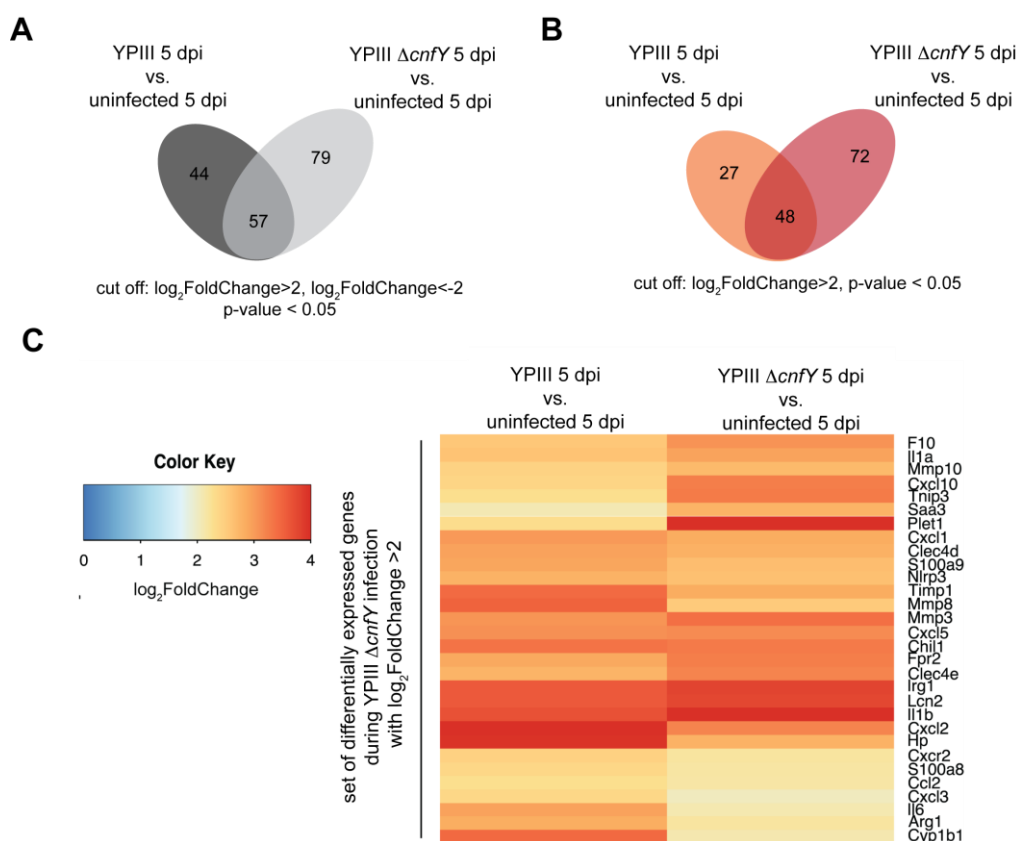 A
YPIII 5 dpi
vs.
uninfected 5 dpi
YPIII ΔcnfY 5 dpi
vs.
uninfected 5 dpi
44
79
57
cut off: log₂FoldChange>2, log₂FoldChange<-2
p-value < 0.05
B
YPIII 5 dpi
vs.
uninfected 5 dpi
YPIII ΔcnfY 5 dpi
vs.
uninfected 5 dpi
27
72
48
cut off: log₂FoldChange>2, p-value < 0.05
C
YPIII 5 dpi
vs.
uninfected 5 dpi
YPIII ΔcnfY 5 dpi
vs.
uninfected 5 dpi
Color Key
0 1 2 3 4
log₂FoldChange
set of differentially expressed genes
during YPIII ΔcnfY infection
with log₂FoldChange >2
F10
Il1a
Mmp10
Cxcl10
Tnip3
Saa3
Plet1
Cxcl1
Clec4d
S100a9
Nlrp3
Timp1
Mmp8
Mmp3
Cxcl5
Chil1
Fpr2
Clec4e
Irg1
Lcn2
Il1b
Cxcl2
Hp
Cxcr2
S100a8
Ccl2
Cxcl3
Il6
Arg1
Cyp1b1